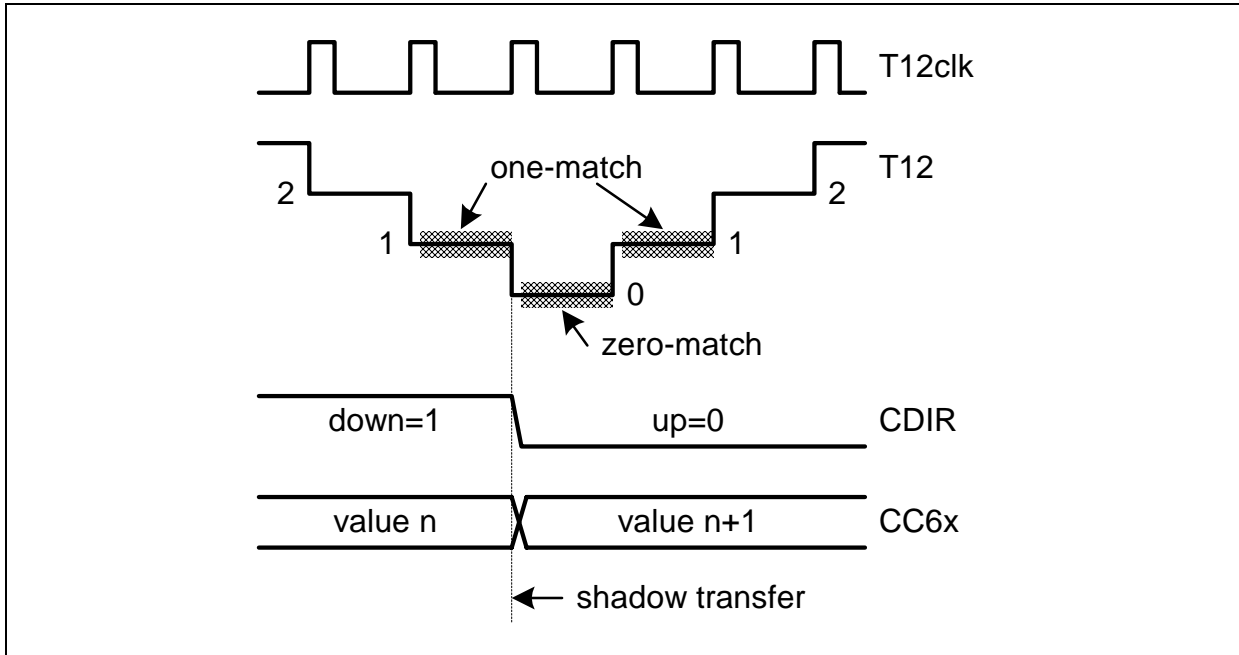 T12clk
T12
one-match
2
2
1
1
0
zero-match
down=1
up=0
CDIR
value n
value n+1
CC6x
shadow transfer